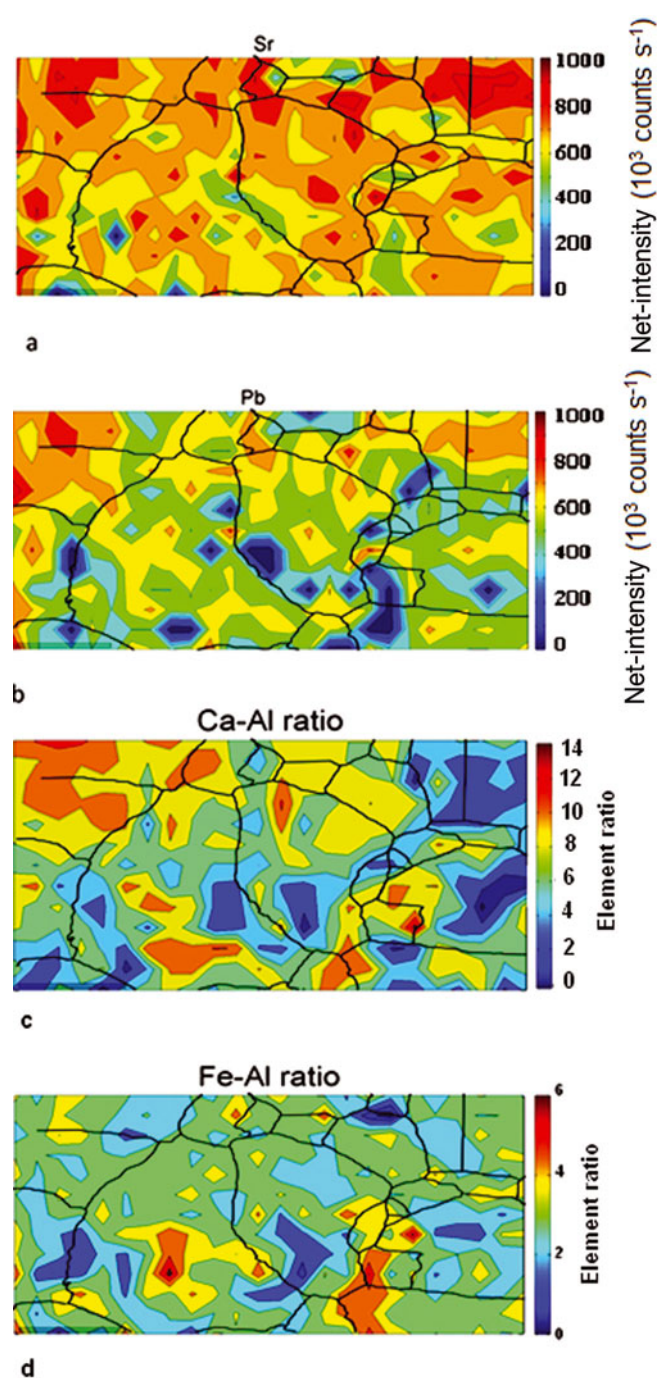 Sr
1000
800
600
400
200
0
Net-intensity (10³ counts s⁻¹)
a
Pb
1000
800
600
400
200
0
Net-intensity (10³ counts s⁻¹)
b
Ca-Al ratio
14
12
10
8
6
4
2
0
Element ratio
c
Fe-Al ratio
6
4
2
0
Element ratio
d